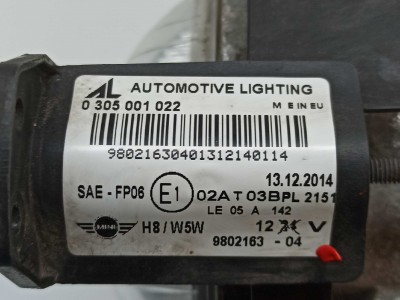 AL AUTOMOTIVE LIGHTING
0 305 001 022 M E IN EU
98021630401312140114
13.12.2014
SAE - FP06 E1 02A T 03B PL 2151
LE 05 A 142
MINI H8 / W5W 12 V
9802163 - 04